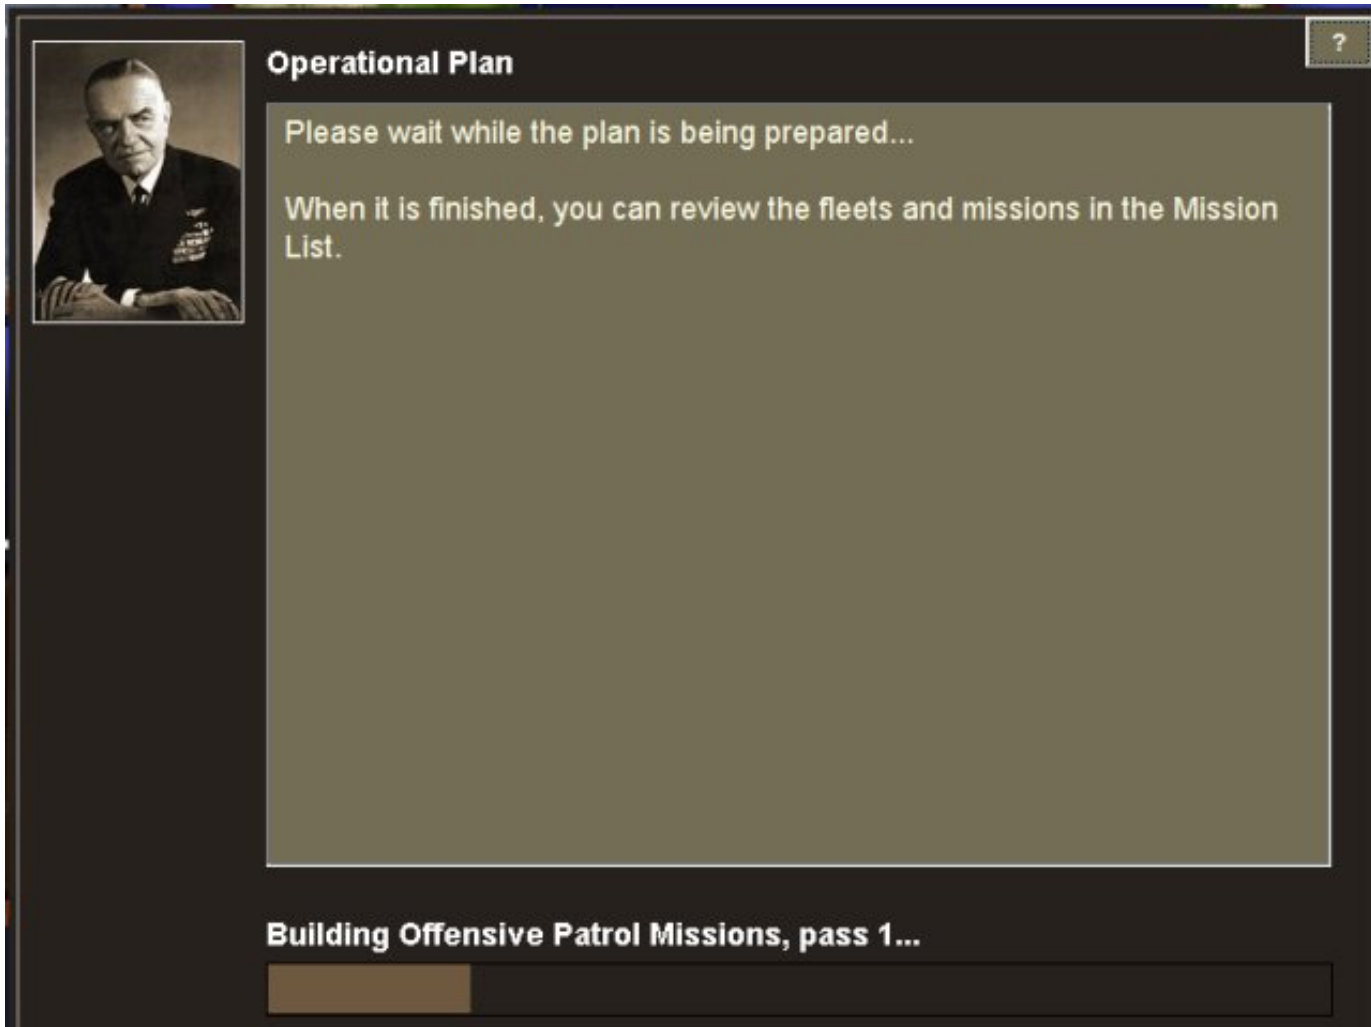 ?
Operational Plan
Please wait while the plan is being prepared...
When it is finished, you can review the fleets and missions in the Mission
List.
Building Offensive Patrol Missions, pass 1...